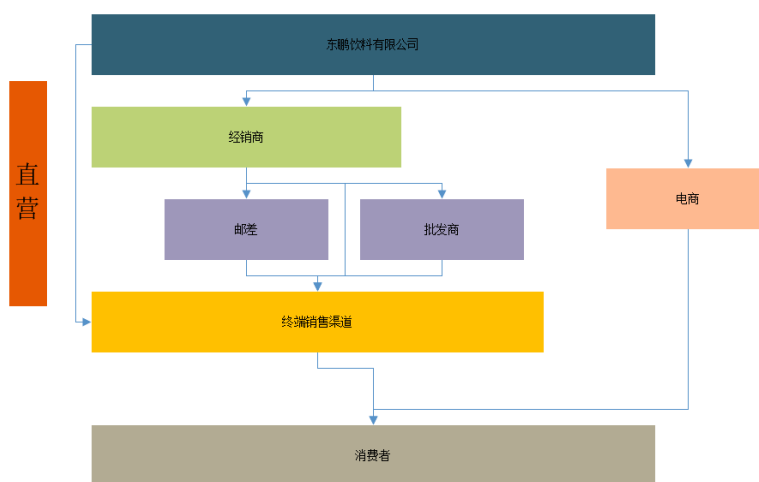 东鹏饮料有限公司
直营
经销商
电商
邮差
批发商
终端销售渠道
消费者